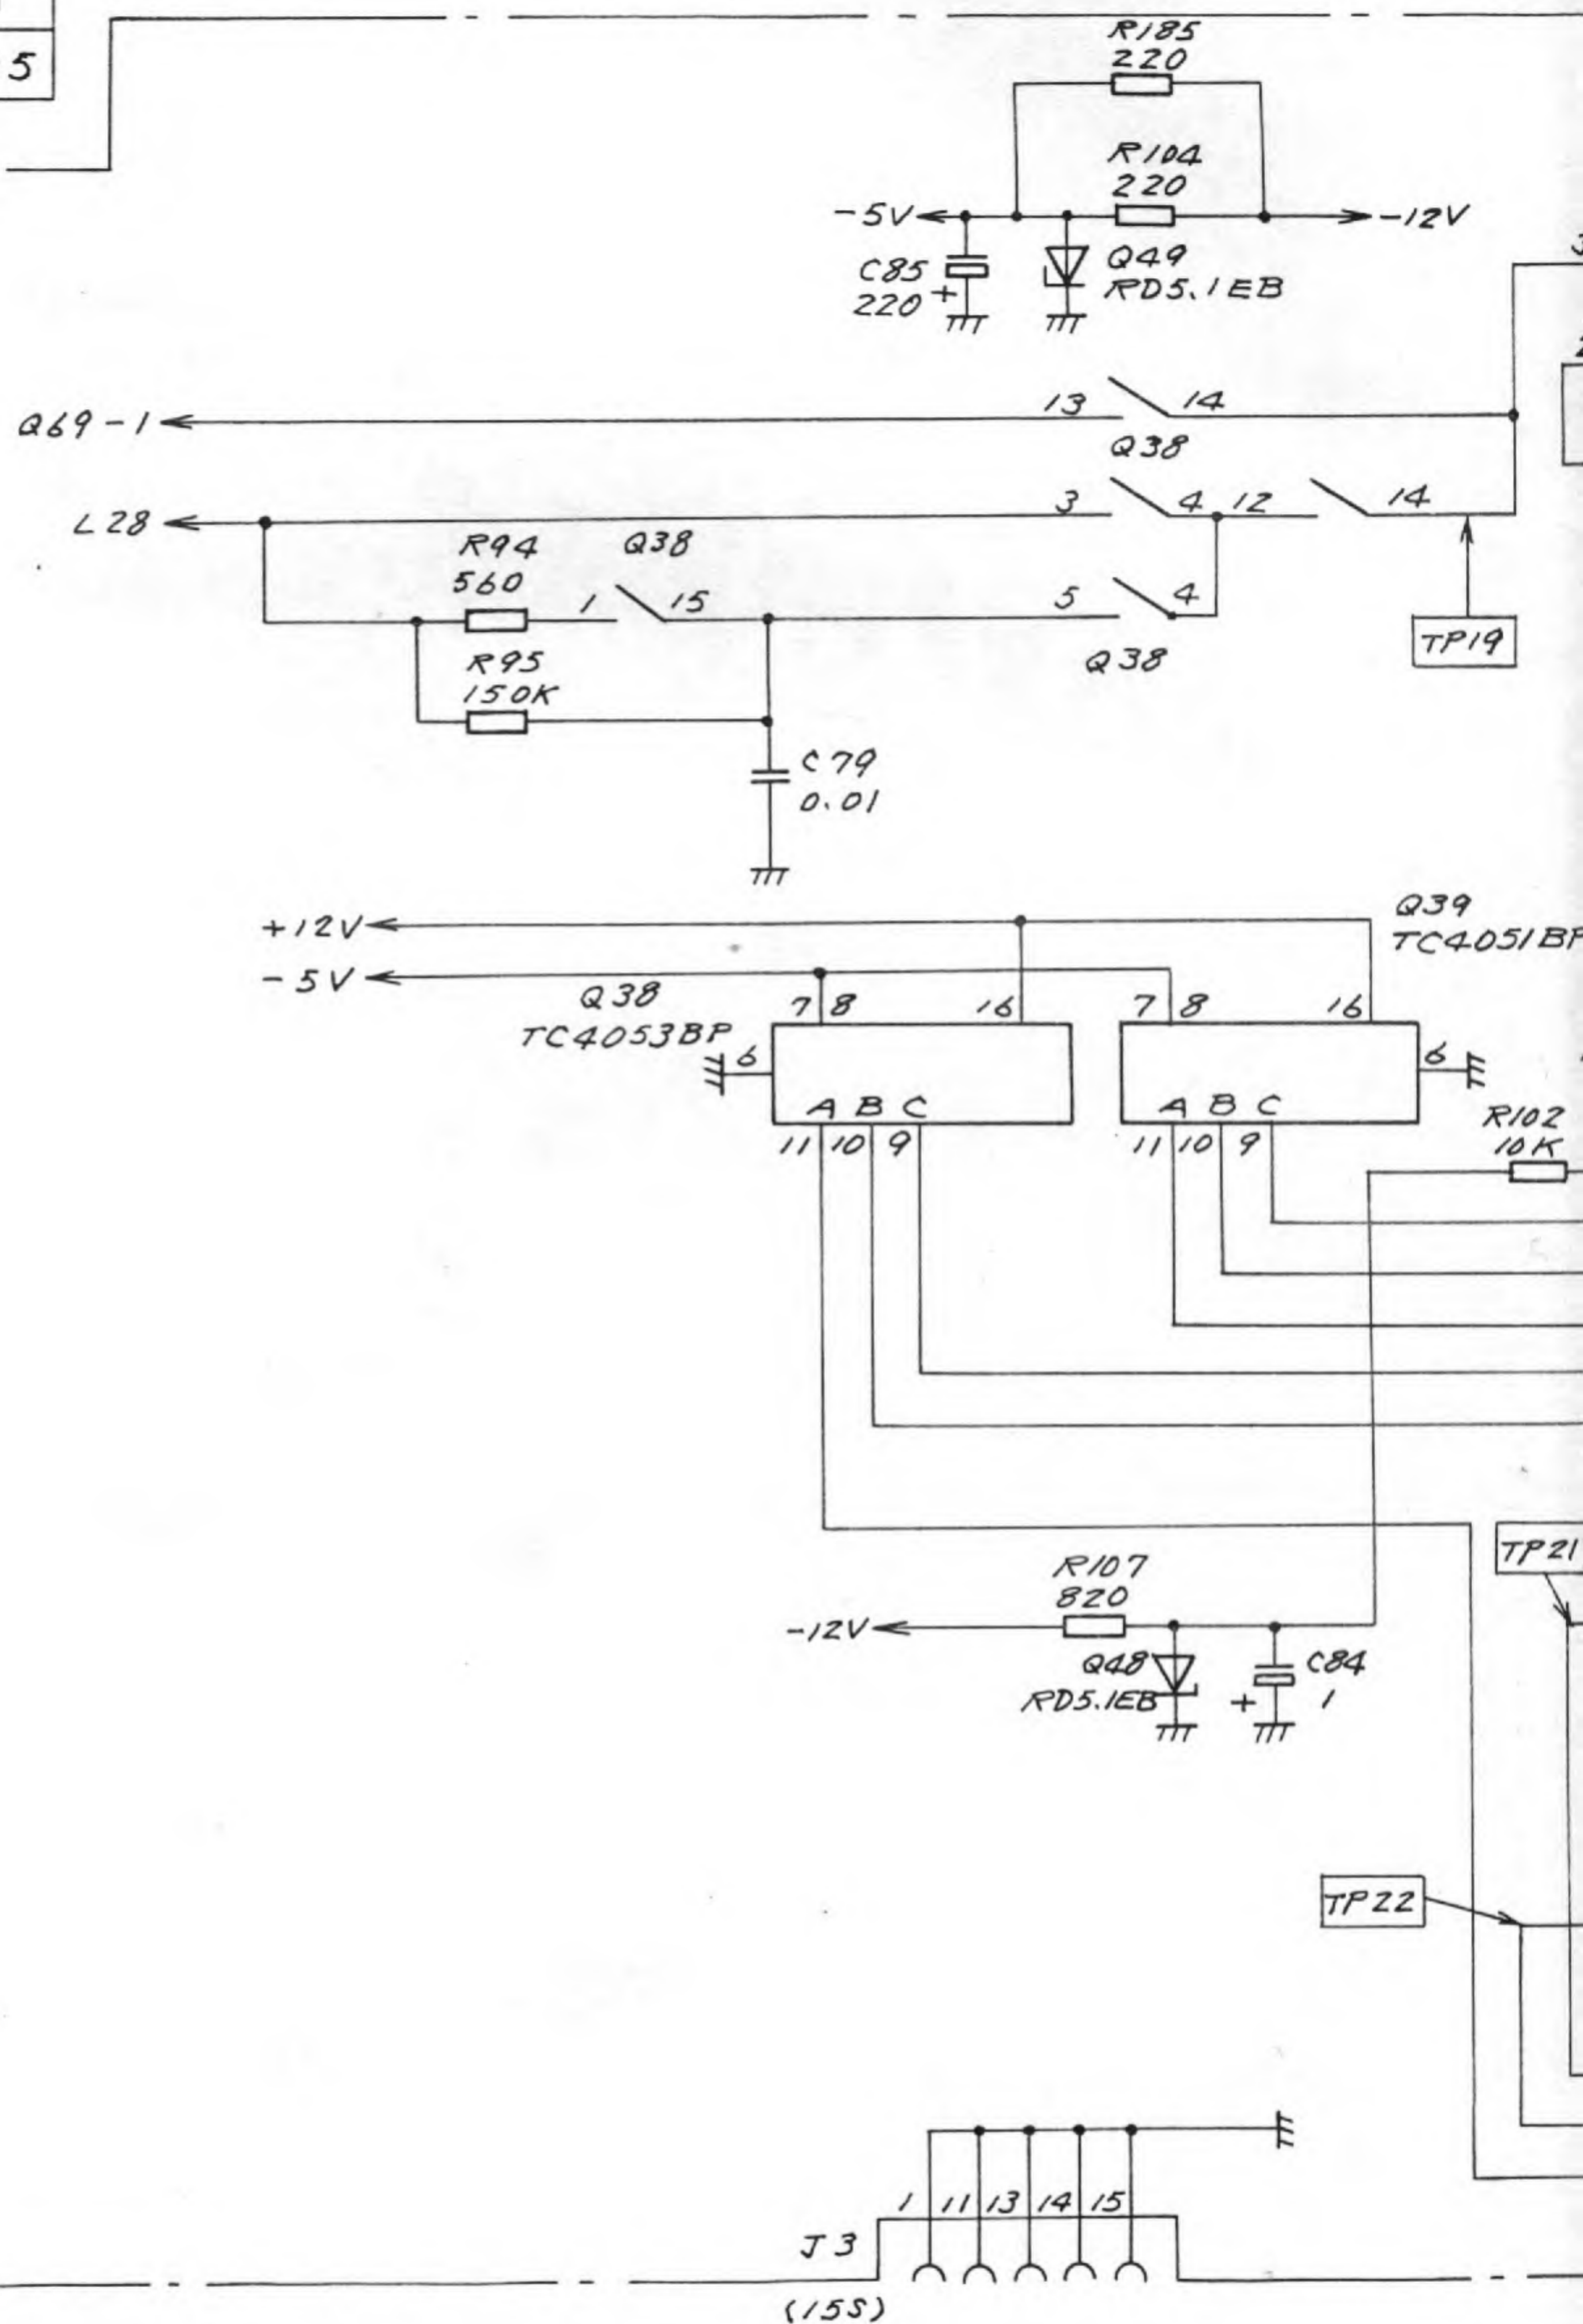 5
R185
220
R104
220
-5V
-12V
C85
220 +
Q49
RD5.1EB
Q69-1
13
14
Q38
L28
3
4
12
14
R94
560
Q38
1
15
5
4
Q38
TP19
R95
150K
C79
0.01
+12V
-5V
Q39
TC4051BP
Q38
TC4053BP
7 8
16
7 8
16
6
6
A B C
A B C
11 10 9
11 10 9
R102
10K
TP21
R107
820
-12V
Q48
RD5.1EB
+
C84
1
TP22
1 11 13 14 15
J3
(15S)